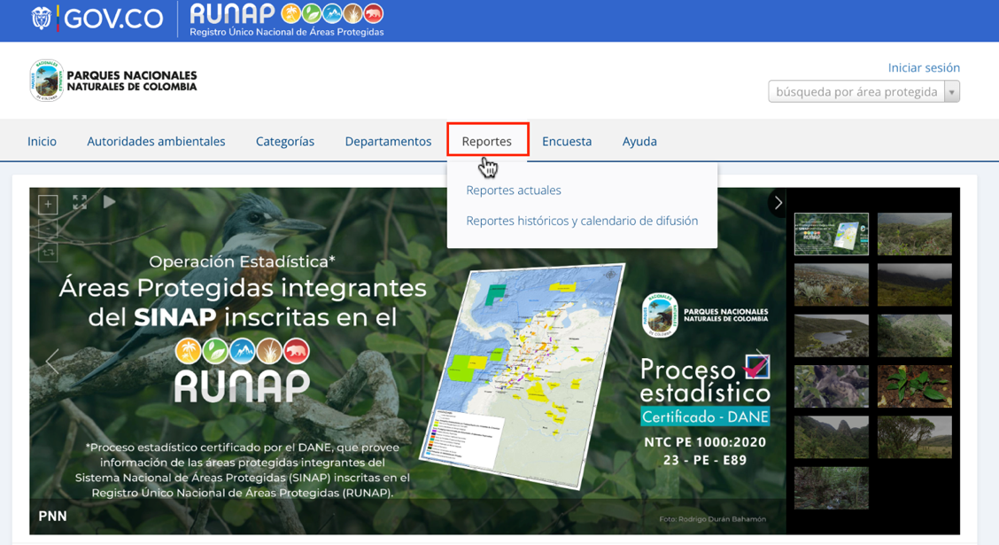 GOV.CO
RUNAP
Registro Único Nacional de Áreas Protegidas
PARQUES NACIONALES
NATURALES DE COLOMBIA
Iniciar sesión
búsqueda por área protegida
Inicio
Autoridades ambientales
Categorías
Departamentos
Reportes
Encuesta
Ayuda
Reportes actuales
Reportes históricos y calendario de difusión
Operación Estadística*
Áreas Protegidas integrantes
del SINAP inscritas en el
RUNAP
*Proceso estadístico certificado por el DANE, que provee
información de las áreas protegidas integrantes del
Sistema Nacional de Áreas Protegidas (SINAP) inscritas en el
Registro Único Nacional de Áreas Protegidas (RUNAP).
PARQUES NACIONALES
NATURALES DE COLOMBIA
Proceso
estadístico
Certificado - DANE
NTC PE 1000:2020
23 - PE - E89
PNN
Foto: Rodrigo Durán Bahamón